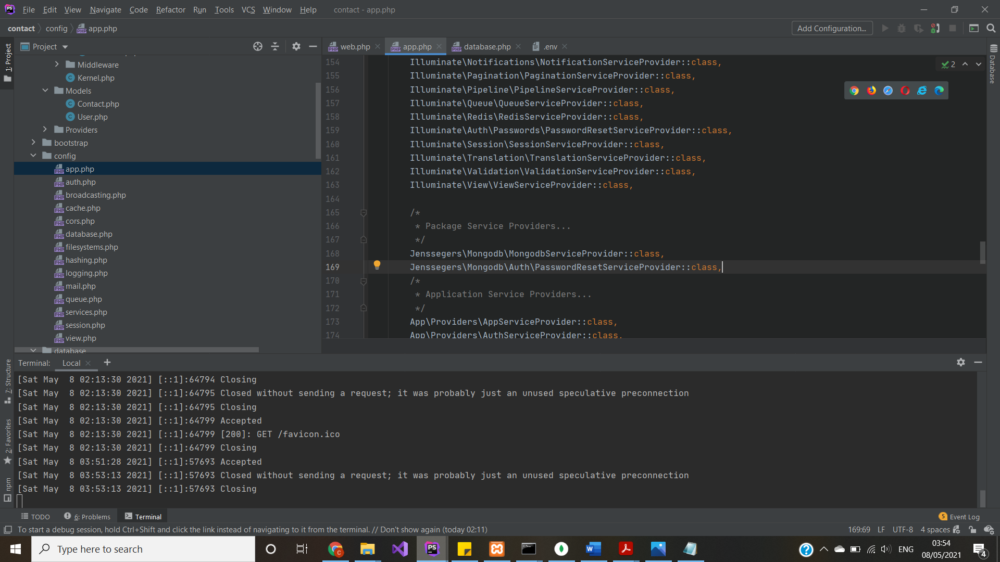 File Edit View Navigate Code Refactor Run Tools VCS Window Help contact - app.php
contact config app.php Add Configuration...
Project
web.php app.php database.php .env
1: Project
Database
Middleware
Kernel.php
Models
Contact.php
User.php
Providers
bootstrap
config
app.php
auth.php
broadcasting.php
cache.php
cors.php
database.php
filesystems.php
hashing.php
logging.php
mail.php
queue.php
services.php
session.php
view.php
database
2
154 Illuminate\Notifications\NotificationServiceProvider::class,
155 Illuminate\Pagination\PaginationServiceProvider::class,
156 Illuminate\Pipeline\PipelineServiceProvider::class,
157 Illuminate\Queue\QueueServiceProvider::class,
158 Illuminate\Redis\RedisServiceProvider::class,
159 Illuminate\Auth\Passwords\PasswordResetServiceProvider::class,
160 Illuminate\Session\SessionServiceProvider::class,
161 Illuminate\Translation\TranslationServiceProvider::class,
162 Illuminate\Validation\ValidationServiceProvider::class,
163 Illuminate\View\ViewServiceProvider::class,
164
165 /*
166 * Package Service Providers...
167 */
168 Jenssegers\Mongodb\MongodbServiceProvider::class,
169 Jenssegers\Mongodb\Auth\PasswordResetServiceProvider::class,
170 /*
171 * Application Service Providers...
172 */
173 App\Providers\AppServiceProvider::class,
174 App\Providers\AuthServiceProvider::class,
Terminal: Local
7: Structure
2: Favorites
npm
[Sat May  8 02:13:30 2021] [::1]:64794 Closing
[Sat May  8 02:13:30 2021] [::1]:64795 Closed without sending a request; it was probably just an unused speculative preconnection
[Sat May  8 02:13:30 2021] [::1]:64795 Closing
[Sat May  8 02:13:30 2021] [::1]:64799 Accepted
[Sat May  8 02:13:30 2021] [::1]:64799 [200]: GET /favicon.ico
[Sat May  8 02:13:30 2021] [::1]:64799 Closing
[Sat May  8 03:51:28 2021] [::1]:57693 Accepted
[Sat May  8 03:53:13 2021] [::1]:57693 Closed without sending a request; it was probably just an unused speculative preconnection
[Sat May  8 03:53:13 2021] [::1]:57693 Closing
TODO 6: Problems Terminal 5 Event Log
To start a debug session, hold Ctrl+Shift and click the link instead of navigating to it from the terminal. // Don't show again (today 02:11) 169:69 LF UTF-8 4 spaces
Type here to search
ENG
03:54
08/05/2021
4